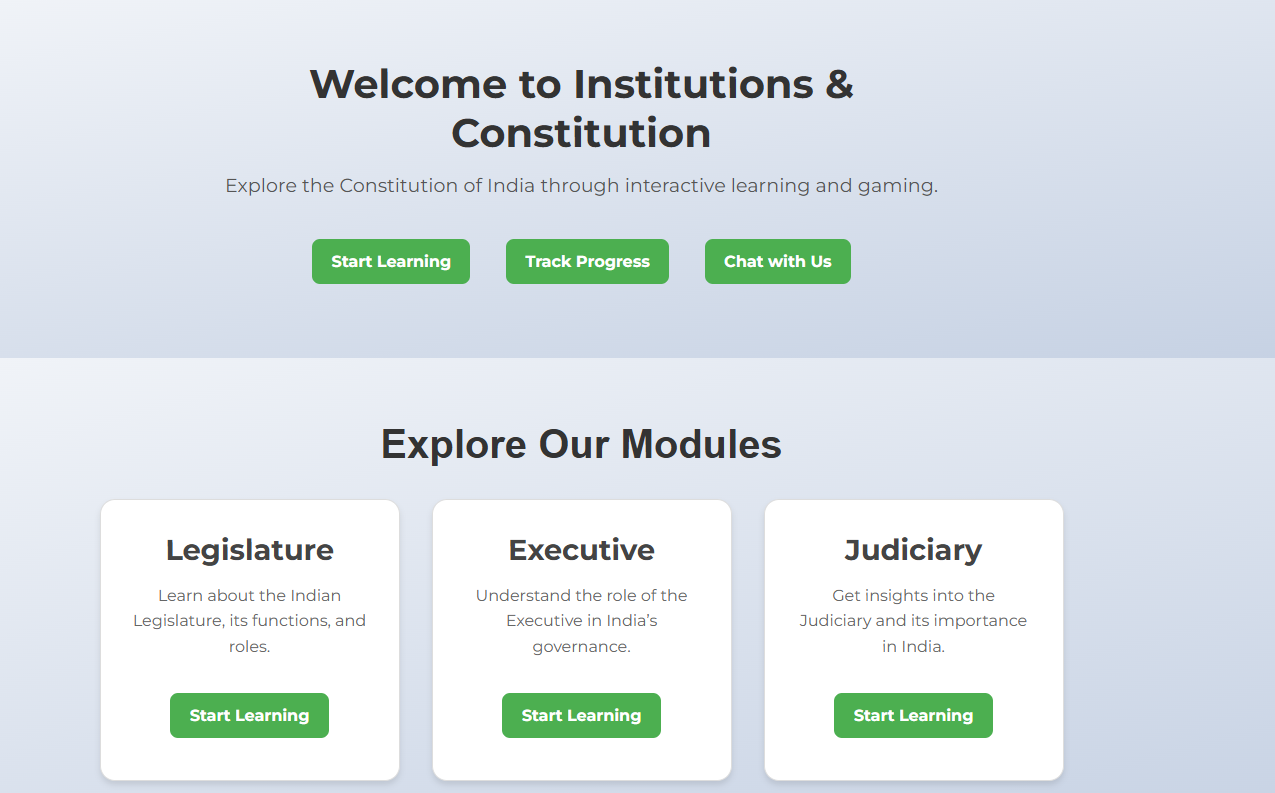 Welcome to Institutions &
Constitution
Explore the Constitution of India through interactive learning and gaming.
Start Learning
Track Progress
Chat with Us
Explore Our Modules
Legislature
Learn about the Indian
Legislature, its functions, and
roles.
Start Learning
Executive
Understand the role of the
Executive in India’s
governance.
Start Learning
Judiciary
Get insights into the
Judiciary and its importance
in India.
Start Learning